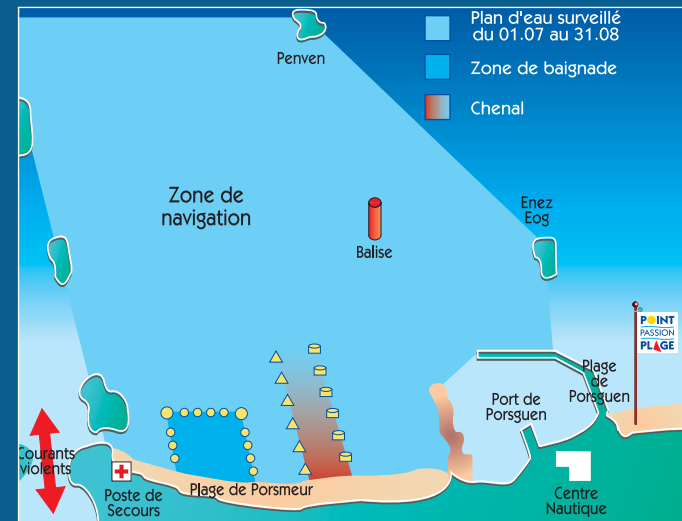 Plan d'eau surveillé
du 01.07 au 31.08
Zone de baignade
Chenal
Penven
Zone de
navigation
Balise
Enez
Eog
POINT
PASSION
PLAGE
Plage
de
Porsguen
Port de
Porsguen
Courants
violents
Poste de
Secours
Plage de Porsmeur
Centre
Nautique